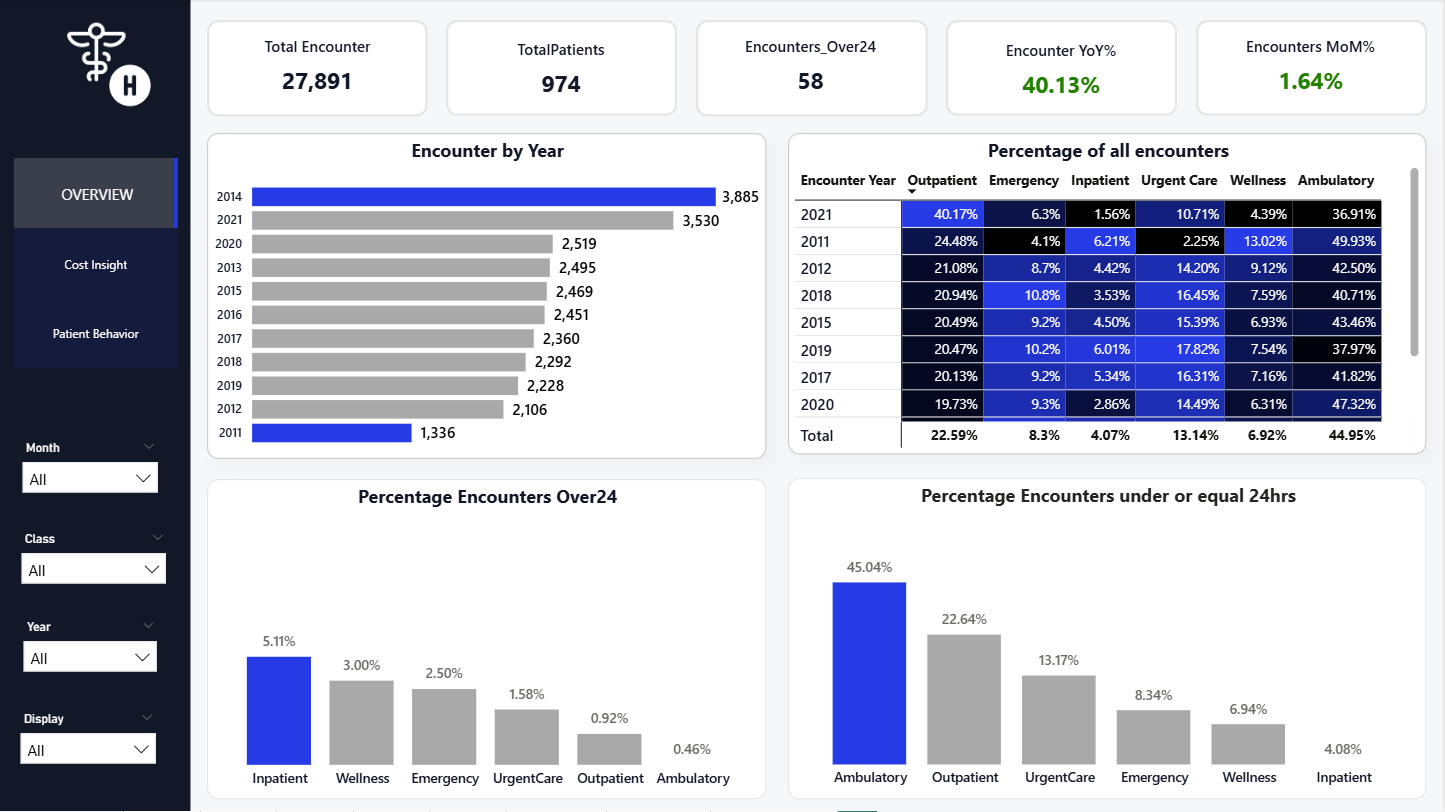 H
OVERVIEW
Cost Insight
Patient Behavior
Month
All
Class
All
Year
All
Display
All
Total Encounter
27,891
TotalPatients
974
Encounters_Over24
58
Encounter YoY%
40.13%
Encounters MoM%
1.64%
Encounter by Year
2014 3,885
2021 3,530
2020 2,519
2013 2,495
2015 2,469
2016 2,451
2017 2,360
2018 2,292
2019 2,228
2012 2,106
2011 1,336
Percentage of all encounters
Encounter Year Outpatient Emergency Inpatient Urgent Care Wellness Ambulatory
2021 40.17% 6.3% 1.56% 10.71% 4.39% 36.91%
2011 24.48% 4.1% 6.21% 2.25% 13.02% 49.93%
2012 21.08% 8.7% 4.42% 14.20% 9.12% 42.50%
2018 20.94% 10.8% 3.53% 16.45% 7.59% 40.71%
2015 20.49% 9.2% 4.50% 15.39% 6.93% 43.46%
2019 20.47% 10.2% 6.01% 17.82% 7.54% 37.97%
2017 20.13% 9.2% 5.34% 16.31% 7.16% 41.82%
2020 19.73% 9.3% 2.86% 14.49% 6.31% 47.32%
Total 22.59% 8.3% 4.07% 13.14% 6.92% 44.95%
Percentage Encounters Over24
5.11%
3.00%
2.50%
1.58%
0.92%
0.46%
Inpatient Wellness Emergency UrgentCare Outpatient Ambulatory
Percentage Encounters under or equal 24hrs
45.04%
22.64%
13.17%
8.34%
6.94%
4.08%
Ambulatory Outpatient UrgentCare Emergency Wellness Inpatient